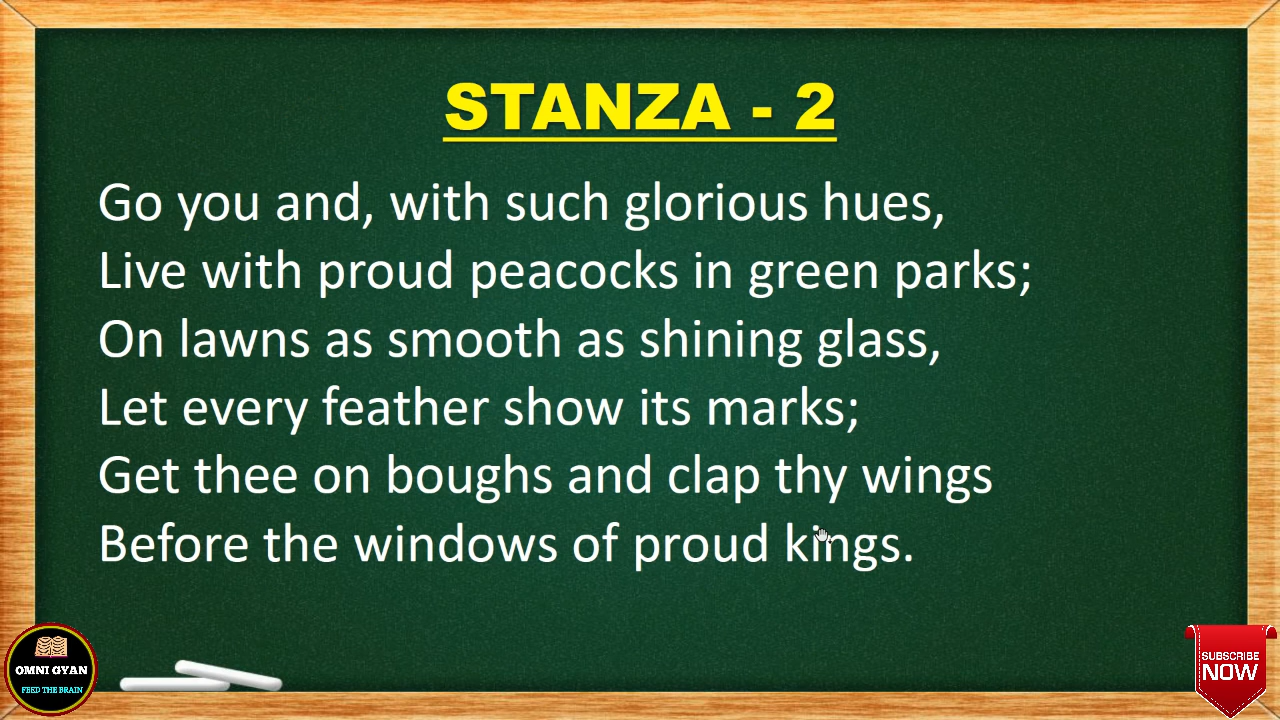 STANZA - 2
Go you and, with such glorious hues,
Live with proud peacocks in green parks;
On lawns as smooth as shining glass,
Let every feather show its marks;
Get thee on boughs and clap thy wings
Before the windows of proud kings.
OMNI GYAN
FEED THE BRAIN
SUBSCRIBE
NOW